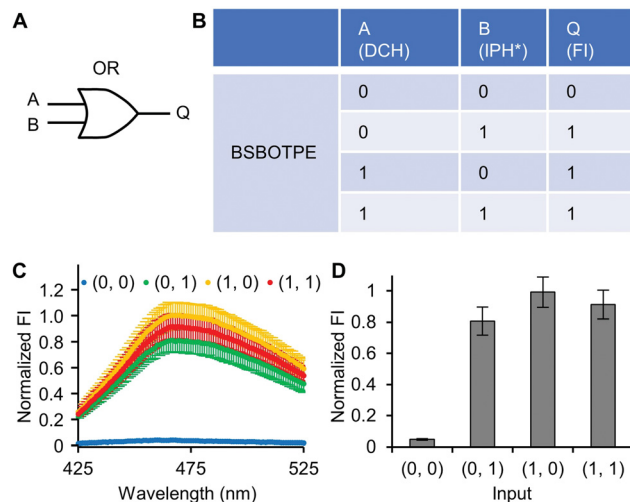 A
OR
A
B
Q
B
A (DCH) B (IPH*) Q (FI)
BSBOTPE
0 0 0
0 1 1
1 0 1
1 1 1
C
(0, 0) (0, 1) (1, 0) (1, 1)
Normalized FI
1.2
1.0
0.8
0.6
0.4
0.2
0
425 475 525
Wavelength (nm)
D
Normalized FI
1
0.8
0.6
0.4
0.2
0
(0, 0) (0, 1) (1, 0) (1, 1)
Input